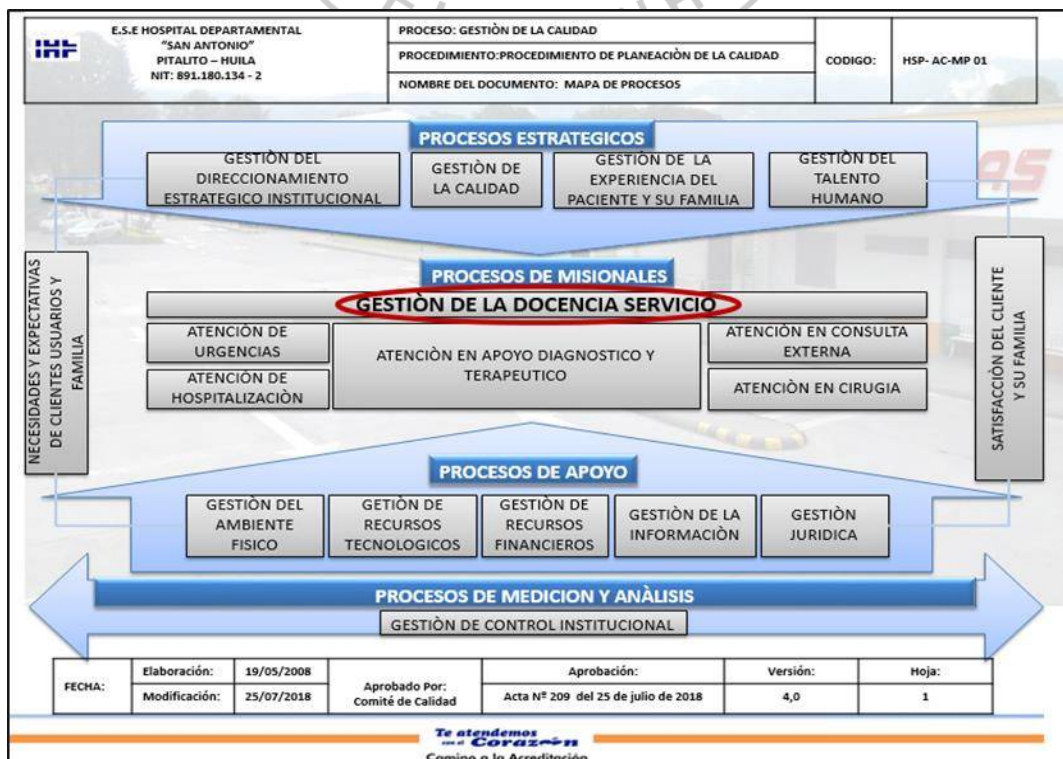 E.S.E HOSPITAL DEPARTAMENTAL
"SAN ANTONIO"
PITALITO – HUILA
NIT: 891.180.134 - 2
PROCESO: GESTIÒN DE LA CALIDAD
PROCEDIMIENTO:PROCEDIMIENTO DE PLANEACIÒN DE LA CALIDAD
NOMBRE DEL DOCUMENTO: MAPA DE PROCESOS
CODIGO:
HSP- AC-MP 01
PROCESOS ESTRATEGICOS
GESTIÒN DEL
DIRECCIONAMIENTO
ESTRATEGICO INSTITUCIONAL
GESTIÒN DE
LA CALIDAD
GESTIÒN DE LA
EXPERIENCIA DEL
PACIENTE Y SU FAMILIA
GESTIÒN DEL
TALENTO
HUMANO
NECESIDADES Y EXPECTATIVAS
DE CLIENTES USUARIOS Y
FAMILIA
PROCESOS DE MISIONALES
GESTIÒN DE LA DOCENCIA SERVICIO
ATENCIÒN DE
URGENCIAS
ATENCIÒN DE
HOSPITALIZACIÒN
ATENCIÒN EN APOYO DIAGNOSTICO Y
TERAPEUTICO
ATENCIÒN EN CONSULTA
EXTERNA
ATENCIÒN EN CIRUGIA
SATISFACCIÒN DEL CLIENTE
Y SU FAMILIA
PROCESOS DE APOYO
GESTIÒN DEL
AMBIENTE
FISICO
GETIÒN DE
RECURSOS
TECNOLOGICOS
GESTIÒN DE
RECURSOS
FINANCIEROS
GESTIÒN DE LA
INFORMACIÒN
GESTIÒN
JURIDICA
PROCESOS DE MEDICION Y ANÀLISIS
GESTIÒN DE CONTROL INSTITUCIONAL
FECHA:
Elaboración:
19/05/2008
Modificación:
25/07/2018
Aprobado Por:
Comité de Calidad
Aprobación:
Acta Nº 209 del 25 de julio de 2018
Versión:
4,0
Hoja:
1
Te atendemos
con el Corazón
Camino a la Acreditación